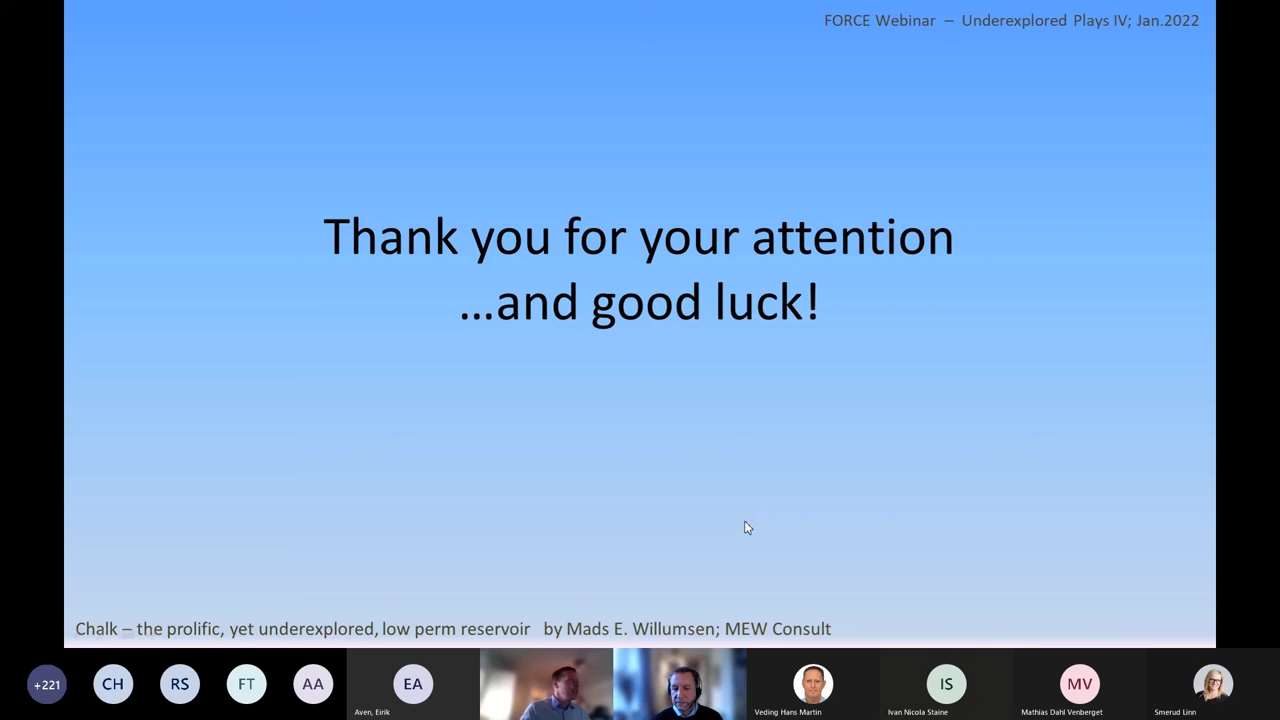 FORCE Webinar – Underexplored Plays IV; Jan.2022
Thank you for your attention
...and good luck!
Chalk – the prolific, yet underexplored, low perm reservoir by Mads E. Willumsen; MEW Consult
+221
CH
RS
FT
AA
EA
IS
MV
Aven, Eirik
Veding Hans Martin
Ivan Nicola Staine
Mathias Dahl Venberget
Smerud Linn